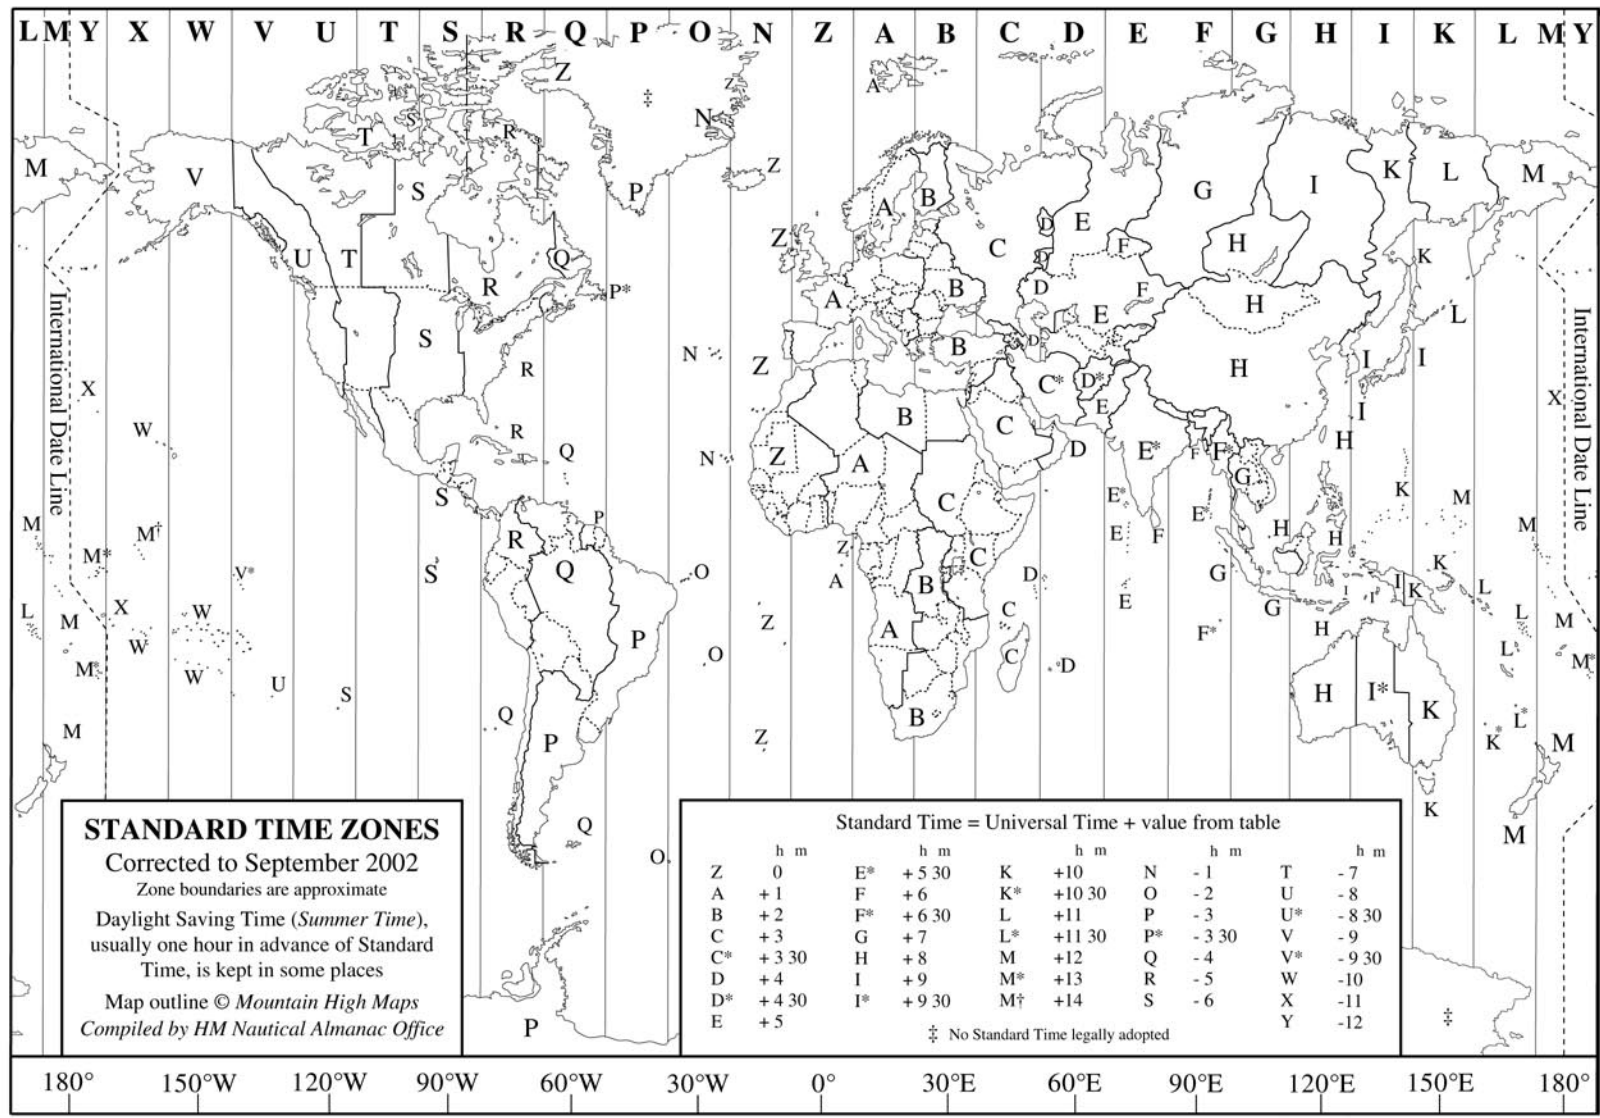 L M Y X W V U T S R Q P O N Z A B C D E F G H I K L M Y
Z
A
‡
Z
N
T
S
R
Z
M
V
S
P
N
Z
A
B
G
I
K
L
M
D
E
Z
C
H
F
U
T
Q
R
P*
D
K
A
B
D
F
E
H
L
S
N
Z
B
D
H
I
I
X
R
C*
D*
E
X
International Date Line
International Date Line
W
R
Q
N
Z
A
B
C
D
E*
F
F*
G
H
I
S
M
M†
P
R
C
E*
E*
K
M
M
M*
V*
S
Q
O
Z
A
B
C
D
E
F
G
H
H
K
L
M
X
W
Z
E
G
I
I
I
K
L
L
M
M
W
P
O
A
C
C
D
F*
H
L
M
M*
W
U
S
H
I*
K
L*
K*
M*
M
Q
P
Z
B
M
K
M
Q
O
STANDARD TIME ZONES
Corrected to September 2002
Zone boundaries are approximate
Daylight Saving Time (Summer Time),
usually one hour in advance of Standard
Time, is kept in some places
Map outline © Mountain High Maps
Compiled by HM Nautical Almanac Office
P
Standard Time = Universal Time + value from table
h m h m h m h m h m
Z 0 E* + 5 30 K +10 N - 1 T - 7
A + 1 F + 6 K* +10 30 O - 2 U - 8
B + 2 F* + 6 30 L +11 P - 3 U* - 8 30
C + 3 G + 7 L* +11 30 P* - 3 30 V - 9
C* + 3 30 H + 8 M +12 Q - 4 V* - 9 30
D + 4 I + 9 M* +13 R - 5 W -10
D* + 4 30 I* + 9 30 M† +14 S - 6 X -11
E + 5 Y -12
‡ No Standard Time legally adopted
‡
180° 150°W 120°W 90°W 60°W 30°W 0° 30°E 60°E 90°E 120°E 150°E 180°